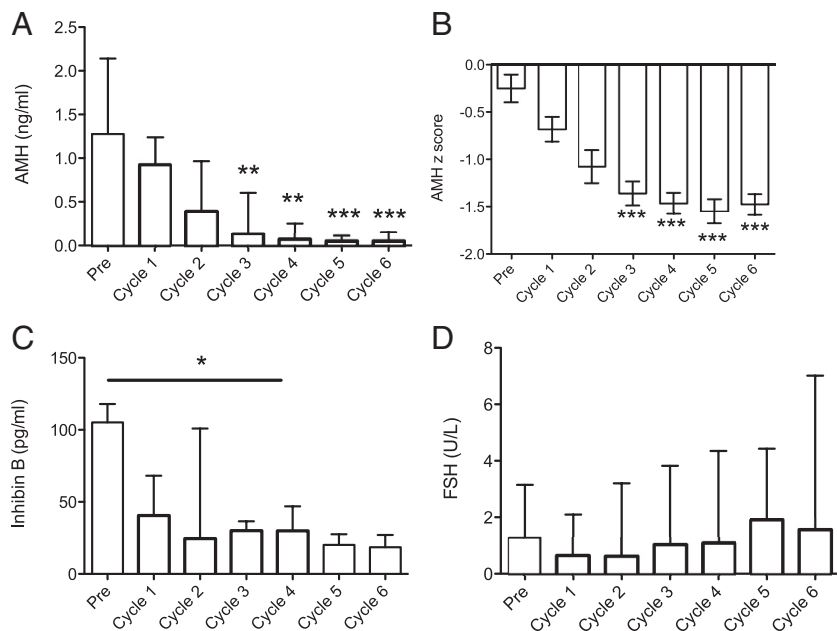 A
AMH (ng/ml)
2.5
2.0
1.5
1.0
0.5
0.0
**
**
***
***
Pre
Cycle 1
Cycle 2
Cycle 3
Cycle 4
Cycle 5
Cycle 6
B
AMH z score
0.0
-0.5
-1.0
-1.5
-2.0
***
***
***
***
Pre
Cycle 1
Cycle 2
Cycle 3
Cycle 4
Cycle 5
Cycle 6
C
Inhibin B (pg/ml)
150
100
50
0
*
Pre
Cycle 1
Cycle 2
Cycle 3
Cycle 4
Cycle 5
Cycle 6
D
FSH (U/L)
8
6
4
2
0
Pre
Cycle 1
Cycle 2
Cycle 3
Cycle 4
Cycle 5
Cycle 6